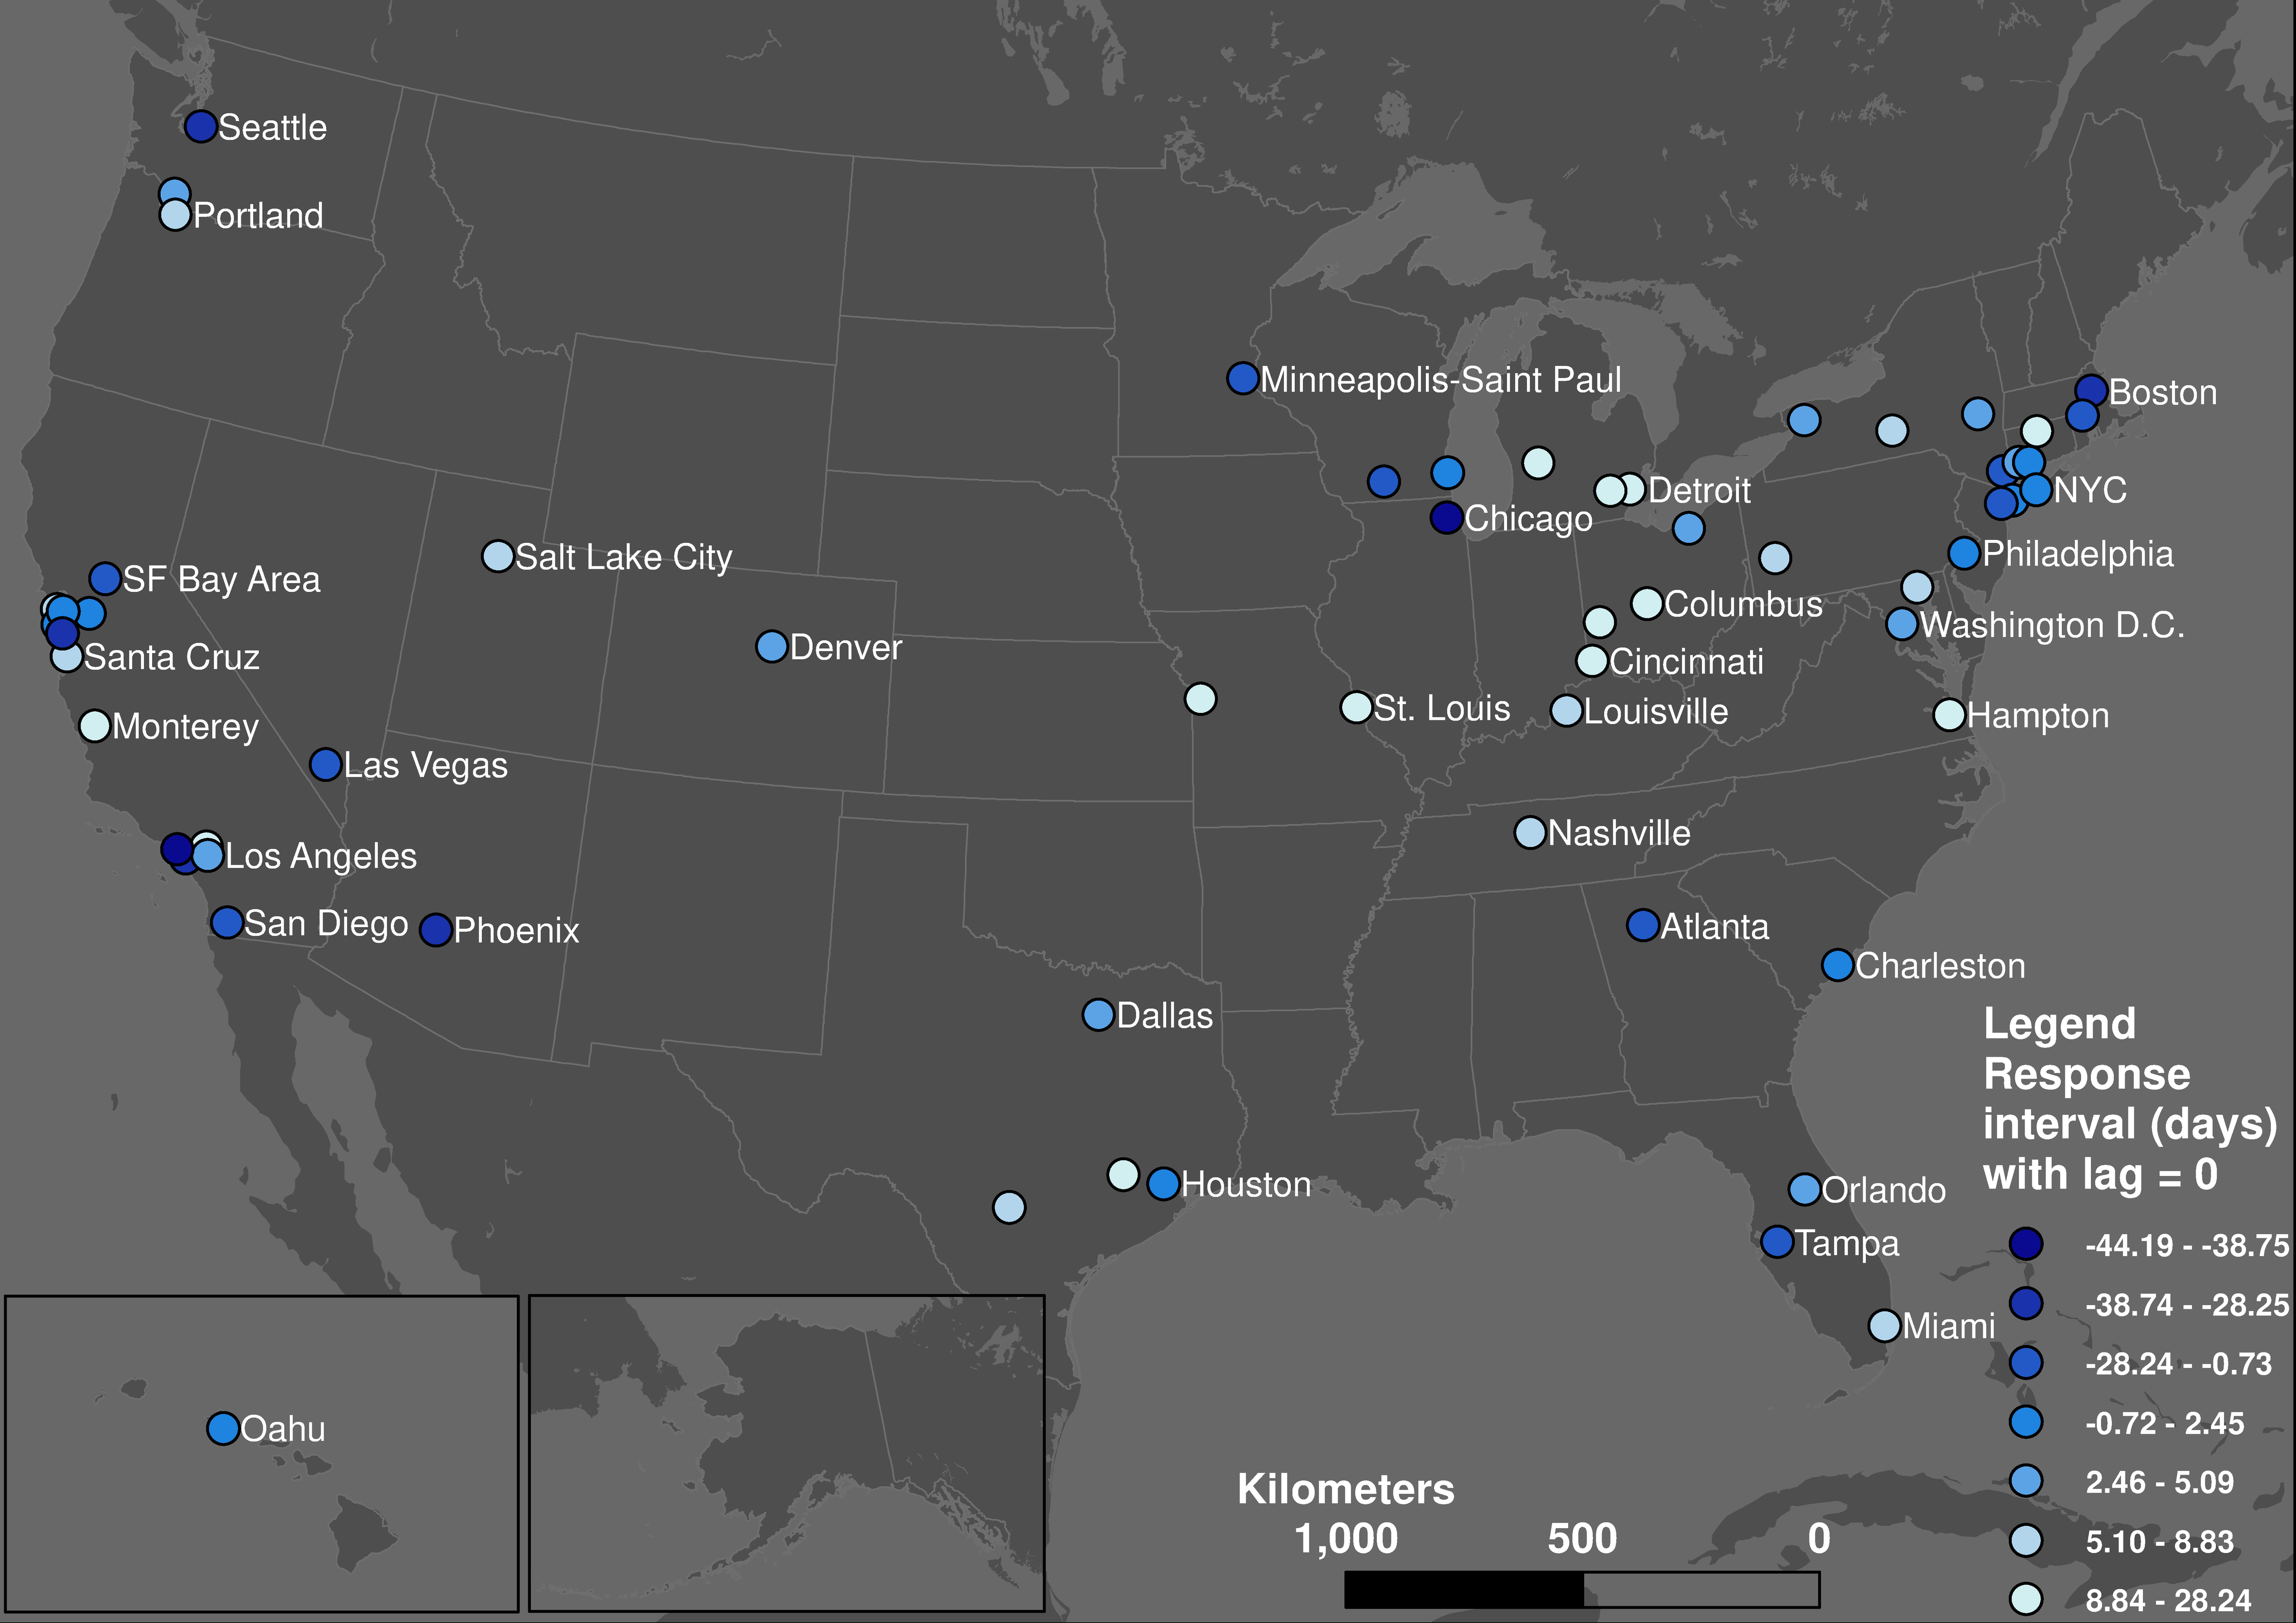 Seattle
Portland
Minneapolis-Saint Paul
Boston
Detroit
NYC
Chicago
Salt Lake City
Philadelphia
SF Bay Area
Columbus
Washington D.C.
Denver
Santa Cruz
Cincinnati
St. Louis
Louisville
Hampton
Monterey
Las Vegas
Nashville
Los Angeles
San Diego
Phoenix
Atlanta
Charleston
Dallas
Houston
Orlando
Tampa
Miami
Oahu
Legend
Response
interval (days)
with lag = 0
-44.19 - -38.75
-38.74 - -28.25
-28.24 - -0.73
-0.72 - 2.45
2.46 - 5.09
5.10 - 8.83
8.84 - 28.24
Kilometers
1,000 500 0